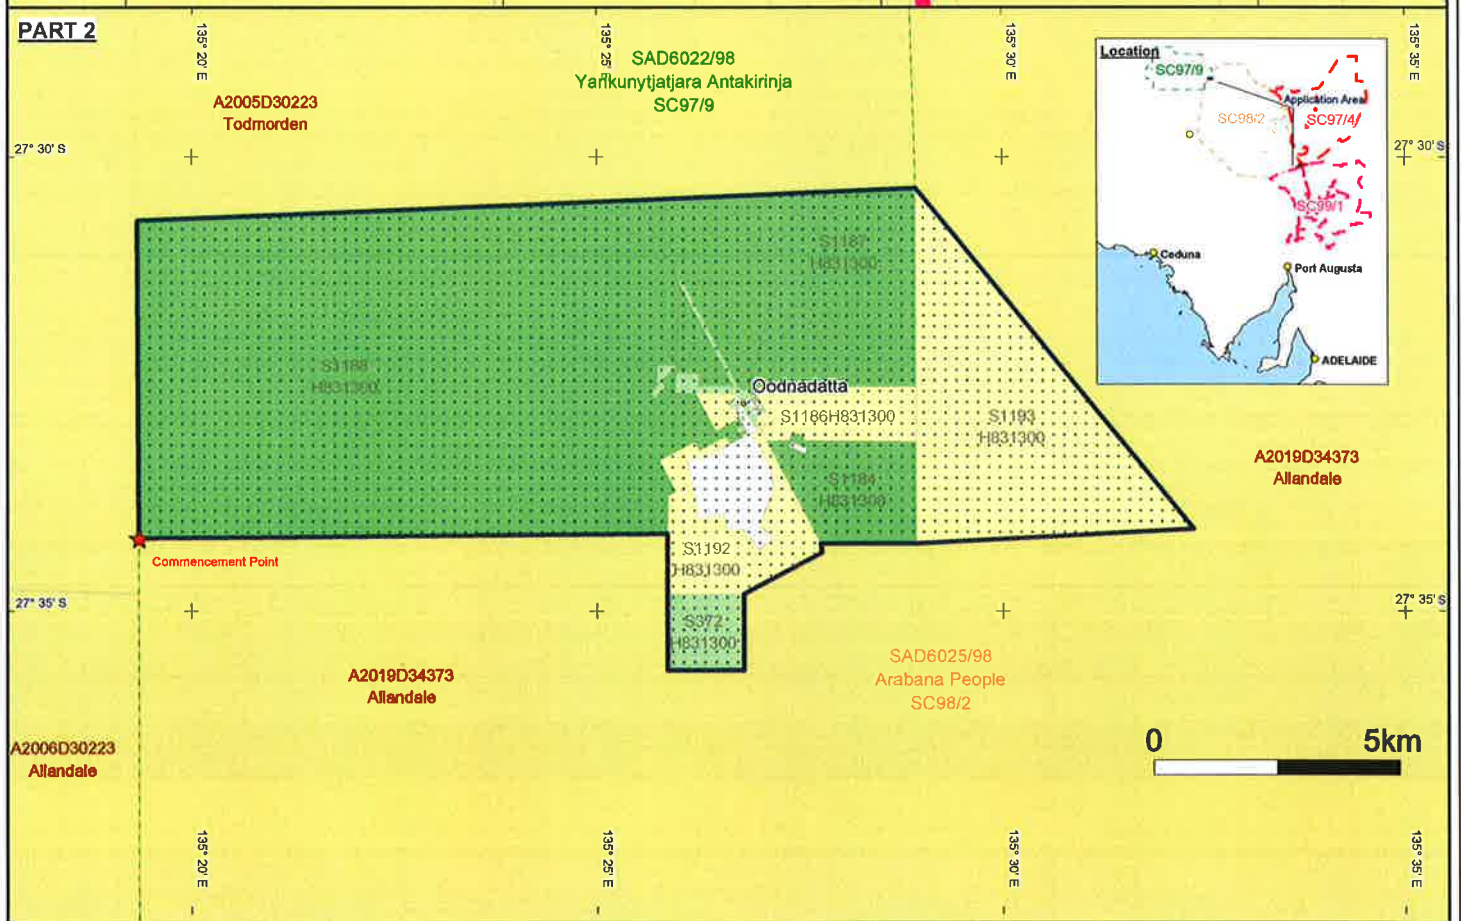 PART 2
135° 20' E
135° 25' E
135° 30' E
135° 35' E
SAD6022/98
Yankunytjatjara Antakirinja
SC97/9
A2005D30223
Todmorden
27° 30' S
27° 30' S
Location
SC97/9
Application Area
SC98/2
SC97/4
SC99/1
Ceduna
Port Augusta
ADELAIDE
S1187
H831300
S1188
H831300
Oodnadatta
S1186H831300
S1193
H831300
A2019D34373
Allandale
S1184
H831300
Commencement Point
S1192
H831300
27° 35' S
27° 35' S
S372
H831300
A2019D34373
Allandale
SAD6025/98
Arabana People
SC98/2
A2006D30223
Allandale
0 5km
135° 20' E
135° 25' E
135° 30' E
135° 35' E